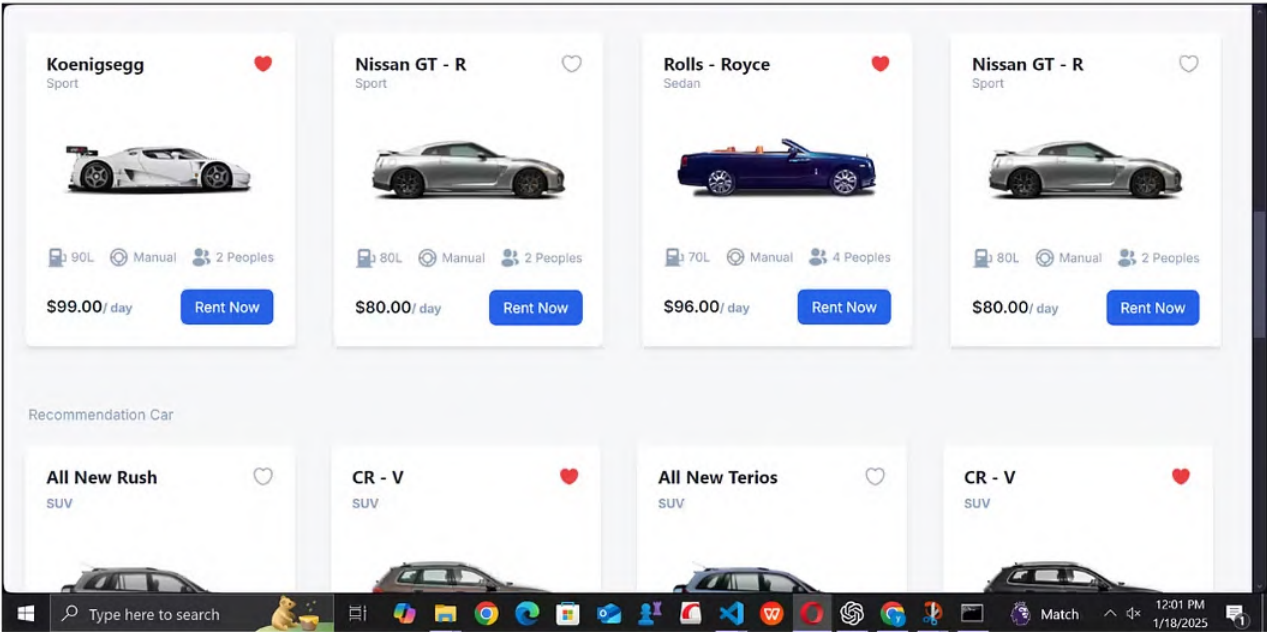 Koenigsegg
Sport
90L Manual 2 Peoples
$99.00/ day Rent Now
Nissan GT - R
Sport
80L Manual 2 Peoples
$80.00/ day Rent Now
Rolls - Royce
Sedan
70L Manual 4 Peoples
$96.00/ day Rent Now
Nissan GT - R
Sport
80L Manual 2 Peoples
$80.00/ day Rent Now
Recommendation Car
All New Rush
SUV
CR - V
SUV
All New Terios
SUV
CR - V
SUV
Type here to search
Match
12:01 PM
1/18/2025
1